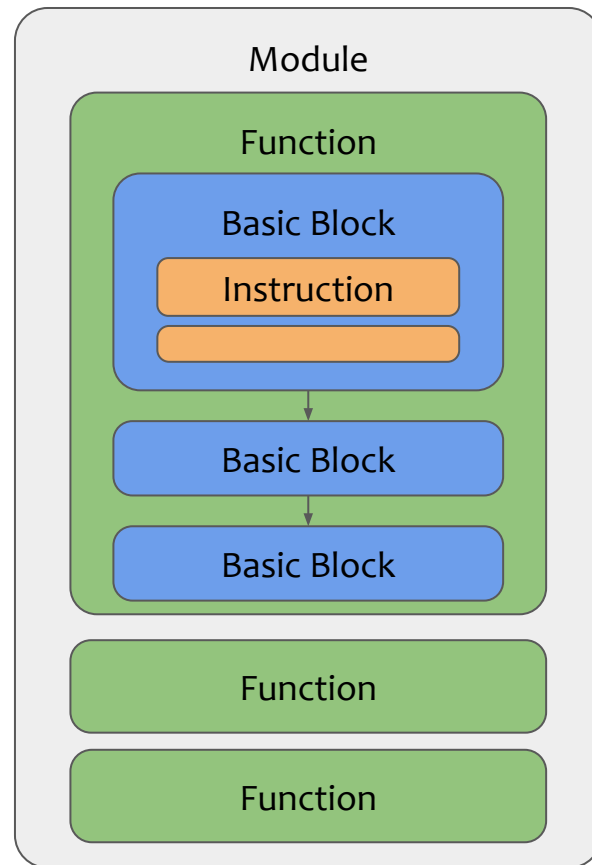 Module
Function
Basic Block
Instruction
Basic Block
Basic Block
Function
Function